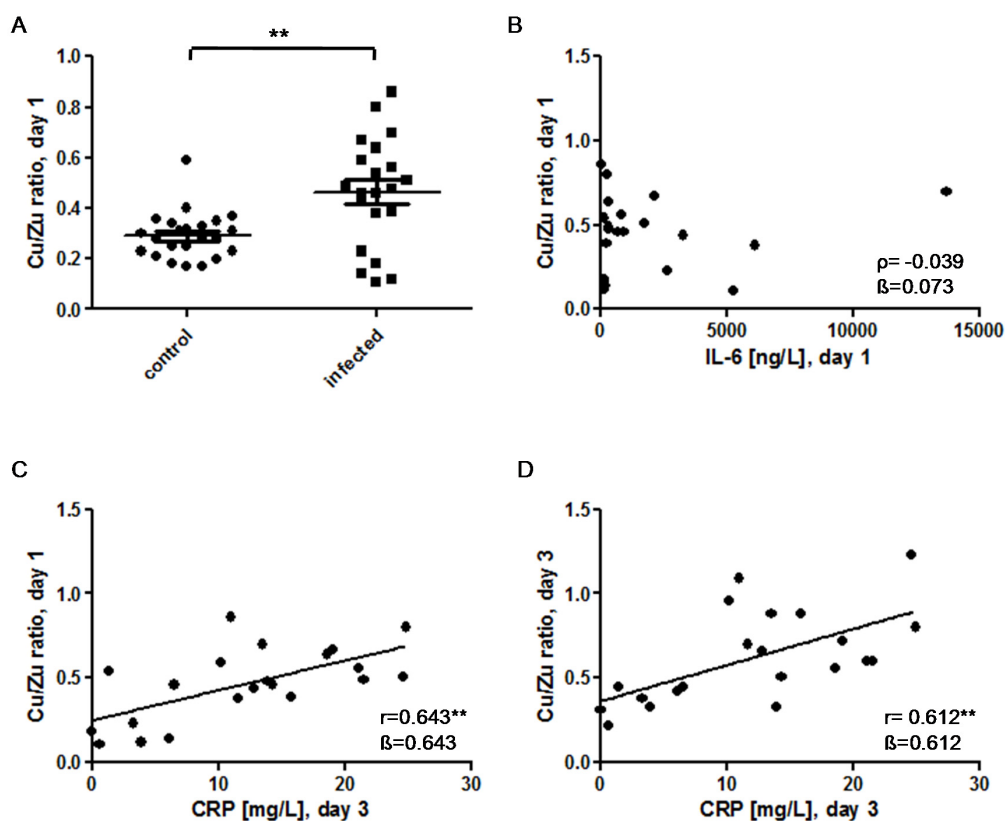 A
**
Cu/Zu ratio, day 1
1.0
0.8
0.6
0.4
0.2
0.0
control
infected
B
Cu/Zu ratio, day 1
1.5
1.0
0.5
0.0
ρ= -0.039
ß=0.073
0
5000
10000
15000
IL-6 [ng/L], day 1
C
Cu/Zu ratio, day 1
1.5
1.0
0.5
0.0
r=0.643**
ß=0.643
0
10
20
30
CRP [mg/L], day 3
D
Cu/Zu ratio, day 3
1.5
1.0
0.5
0.0
r= 0.612**
ß=0.612
0
10
20
30
CRP [mg/L], day 3